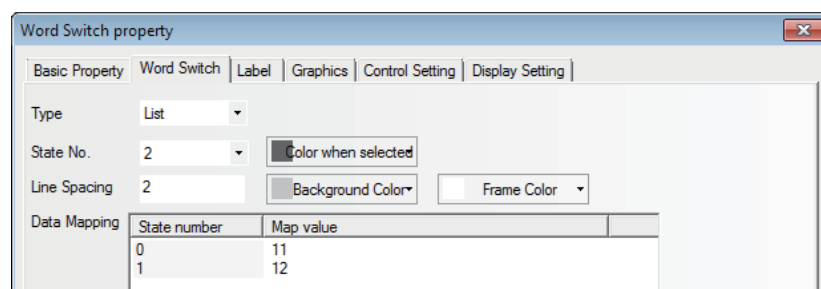 Word Switch property
Basic Property Word Switch Label Graphics Control Setting Display Setting
Type List
State No. 2 Color when selected
Line Spacing 2 Background Color Frame Color
Data Mapping State number Map value
0 11
1 12